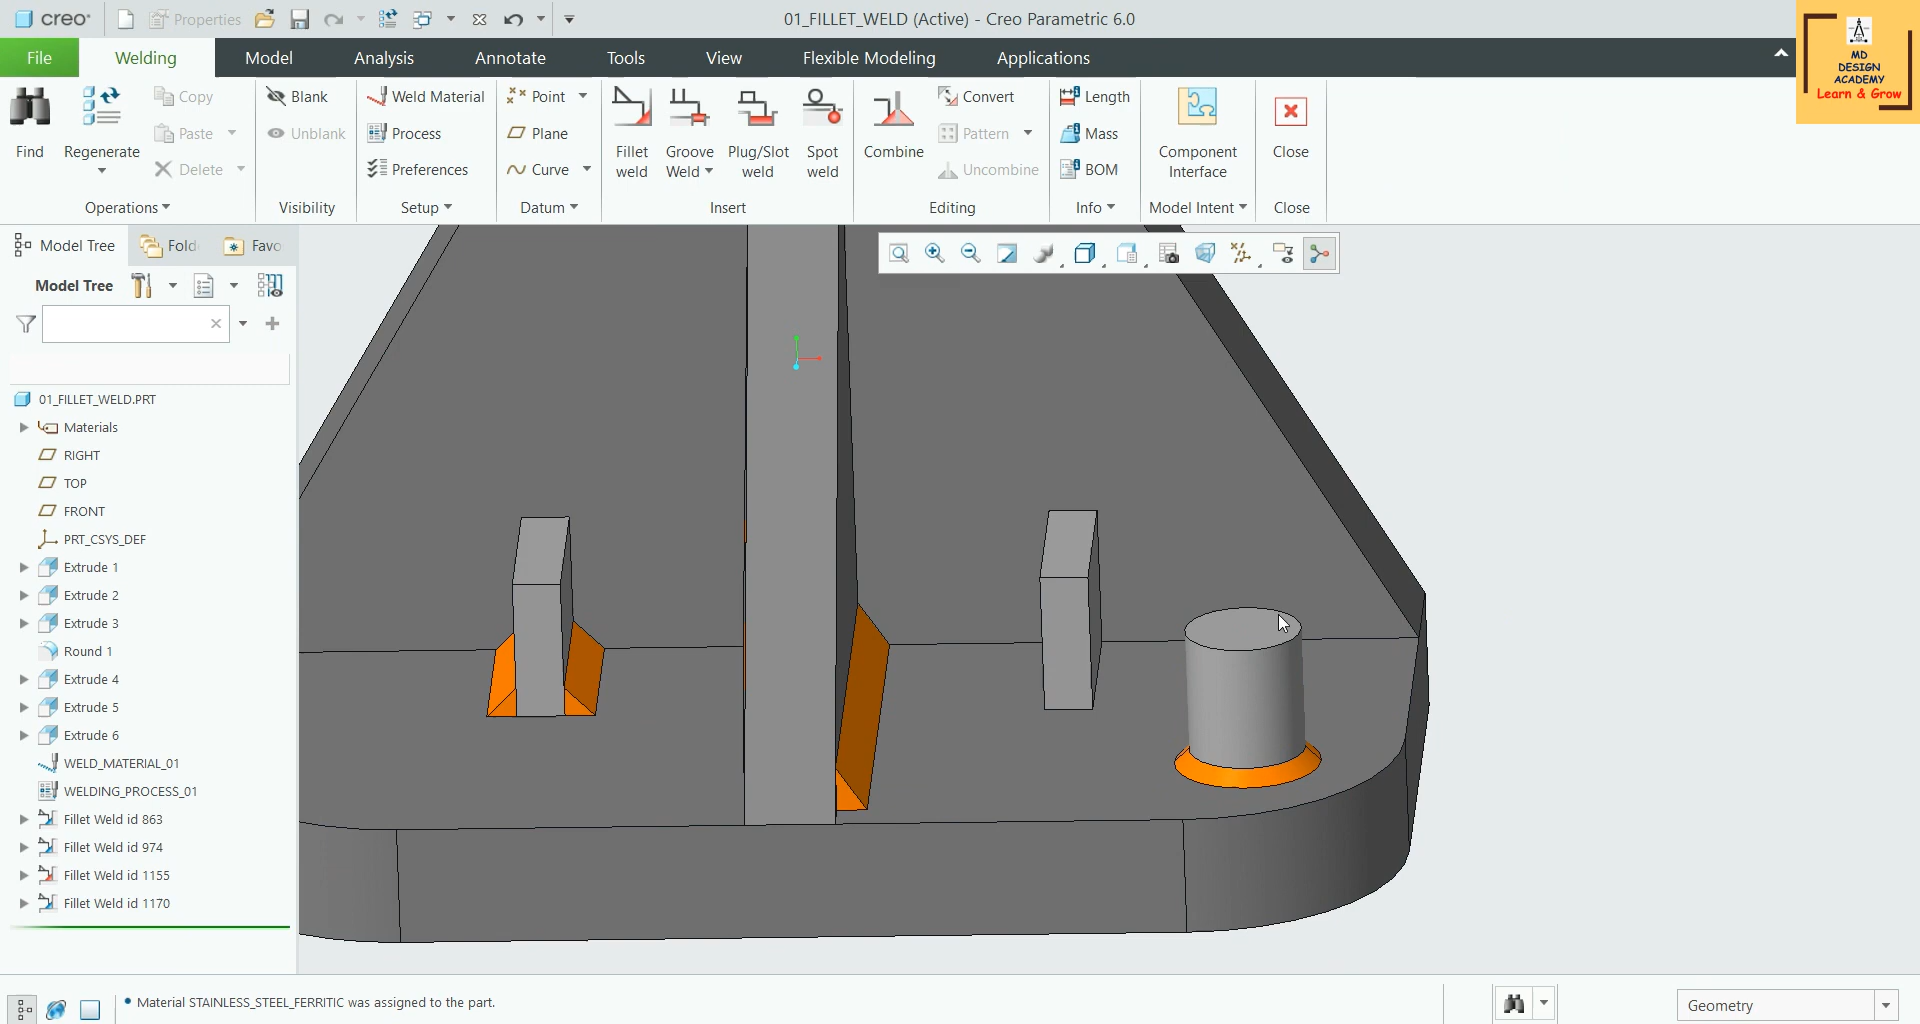 creo
Properties
01_FILLET_WELD (Active) - Creo Parametric 6.0
MD
DESIGN
ACADEMY
Learn & Grow
File
Welding
Model
Analysis
Annotate
Tools
View
Flexible Modeling
Applications
Find
Regenerate
Copy
Paste
Delete
Operations
Blank
Unblank
Visibility
Weld Material
Process
Preferences
Setup
Point
Plane
Curve
Datum
Fillet
weld
Groove
Weld
Plug/Slot
weld
Spot
weld
Insert
Combine
Convert
Pattern
Uncombine
Editing
Length
Mass
BOM
Info
Component
Interface
Model Intent
Close
Close
Model Tree
Fold
Favo
Model Tree
01_FILLET_WELD.PRT
Materials
RIGHT
TOP
FRONT
PRT_CSYS_DEF
Extrude 1
Extrude 2
Extrude 3
Round 1
Extrude 4
Extrude 5
Extrude 6
WELD_MATERIAL_01
WELDING_PROCESS_01
Fillet Weld id 863
Fillet Weld id 974
Fillet Weld id 1155
Fillet Weld id 1170
• Material STAINLESS_STEEL_FERRITIC was assigned to the part.
Geometry